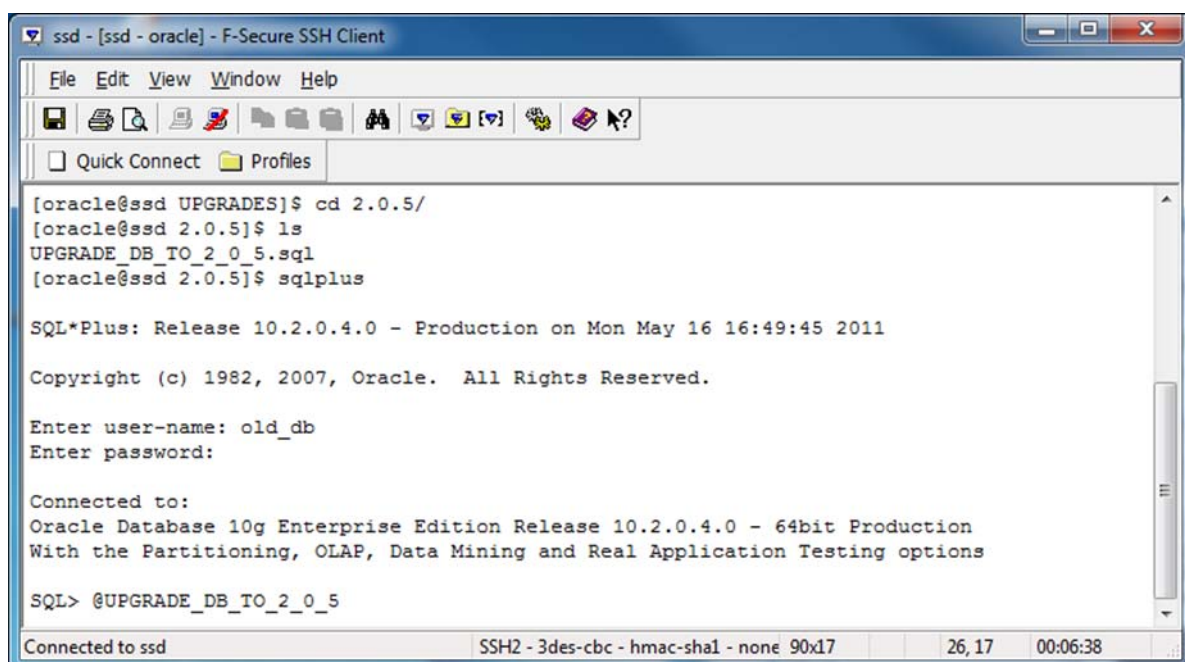 ssd - [ssd - oracle] - F-Secure SSH Client
File Edit View Window Help
Quick Connect Profiles
[oracle@ssd UPGRADES]$ cd 2.0.5/
[oracle@ssd 2.0.5]$ ls
UPGRADE_DB_TO_2_0_5.sql
[oracle@ssd 2.0.5]$ sqlplus
SQL*Plus: Release 10.2.0.4.0 - Production on Mon May 16 16:49:45 2011
Copyright (c) 1982, 2007, Oracle.  All Rights Reserved.
Enter user-name: old_db
Enter password:
Connected to:
Oracle Database 10g Enterprise Edition Release 10.2.0.4.0 - 64bit Production
With the Partitioning, OLAP, Data Mining and Real Application Testing options
SQL> @UPGRADE_DB_TO_2_0_5
Connected to ssd SSH2 - 3des-cbc - hmac-sha1 - none 90x17 26, 17 00:06:38